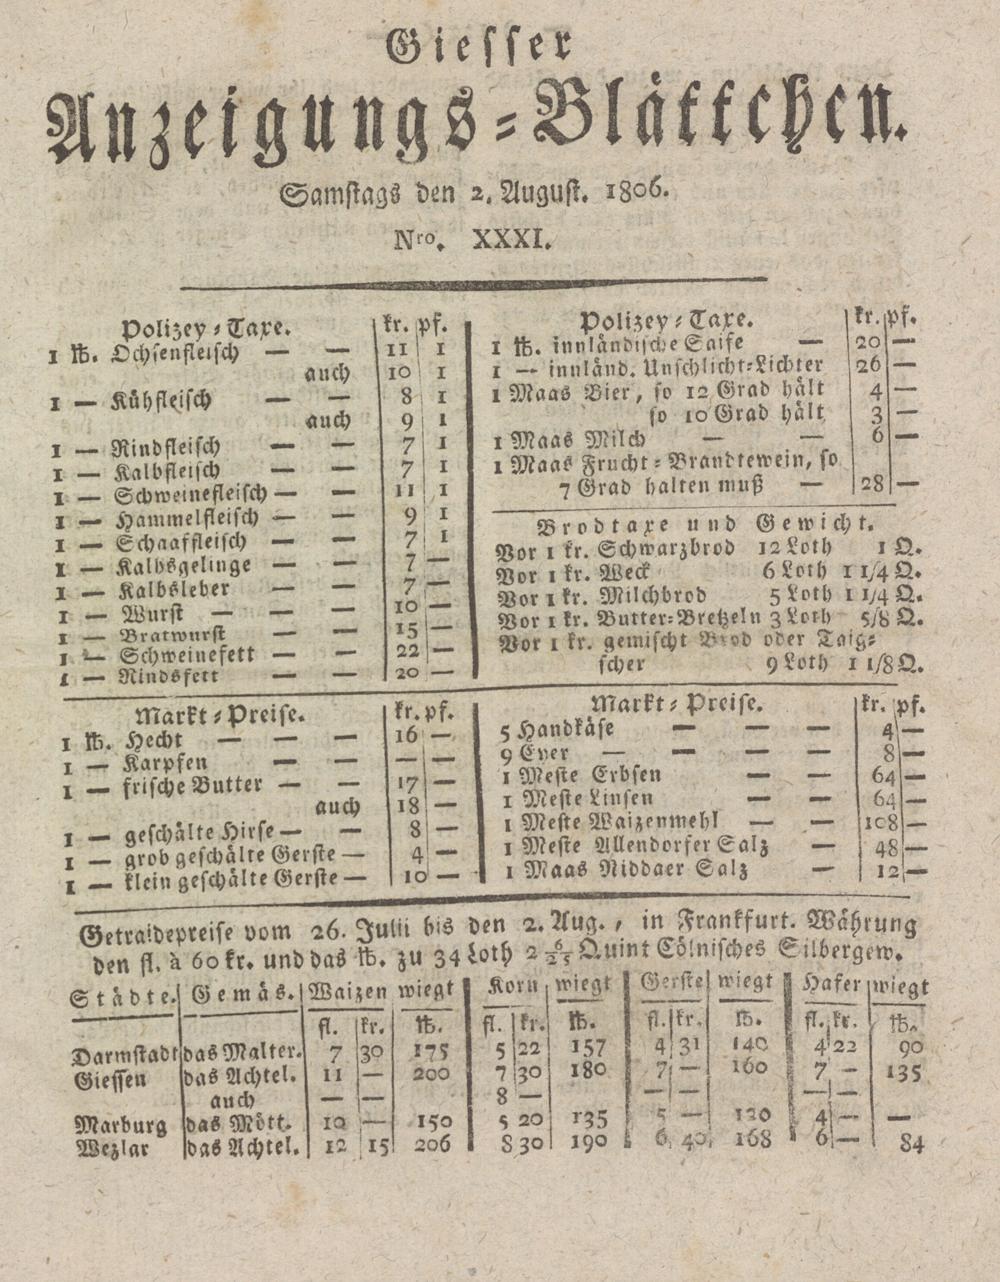 Giesser
Anzeigungs-Blättchen.
Samstags den 2. August. 1806.
Nro. XXXI.
Polizey-Taxe. kr. pf.
1 ℔. Ochsenfleisch — — 11 1
auch 10 1
1 — Kühfleisch — — 8 1
auch 9 1
1 — Rindfleisch — — 7 1
1 — Kalbfleisch — — 7 1
1 — Schweinefleisch — — 11 1
1 — Hammelfleisch — — 9 1
1 — Schaaffleisch — — 7 1
1 — Kalbsgelinge — — 7 —
1 — Kalbsleber — — 7 —
1 — Wurst — — — 10 —
1 — Bratwurst — — 15 —
1 — Schweinefett — — 22 —
1 — Rindsfett — — 20 —
Polizey-Taxe. kr. pf.
1 ℔. innländische Saife — 20 —
1 — innländ. Unschlicht-Lichter 26 —
1 Maas Bier, so 12 Grad hält 4 —
so 10 Grad hält 3 —
1 Maas Milch — — 6 —
1 Maas Frucht-Brandtewein, so
7 Grad halten muß — 28 —
Brodtaxe und Gewicht.
Vor 1 kr. Schwarzbrod 12 Loth 1 Q.
Vor 1 kr. Weck 6 Loth 1 1/4 Q.
Vor 1 kr. Milchbrod 5 Loth 1 1/4 Q.
Vor 1 kr. Butter-Bretzeln 3 Loth 5/8 Q.
Vor 1 kr. gemischt Brod oder Taig-
scher 9 Loth 1 1/8 Q.
Markt-Preise. kr. pf.
1 ℔. Hecht — — — 16 —
1 — Karpfen — — — —
1 — frische Butter — — 17 —
auch 18 —
1 — geschälte Hirse — — 8 —
1 — grob geschälte Gerste — 4 —
1 — klein geschälte Gerste — 10 —
Markt-Preise. kr. pf.
5 Handkäse — — — 4 —
9 Eyer — — — — 8 —
1 Meste Erbsen — — 64 —
1 Meste Linsen — — 64 —
1 Meste Waizenmehl — — 108 —
1 Meste Allendorfer Salz — 48 —
1 Maas Niddaer Salz — 12 —
Getraidepreise vom 26. Julii bis den 2. Aug., in Frankfurt. Währung
den fl. à 60 kr. und das ℔. zu 34 Loth 2 6/25 Quint Cölnisches Silbergew.
Städte. Gemäs. Waizen wiegt Korn wiegt Gerste wiegt Hafer wiegt
fl. kr. ℔. fl. kr. ℔. fl. kr. ℔. fl. kr. ℔.
Darmstadt das Malter. 7 30 175 5 22 157 4 31 140 4 22 90
Giessen das Achtel. 11 — 200 7 30 180 7 — 160 7 — 135
auch — — 8 — — — — —
Marburg das Mött. 10 — 150 5 20 135 5 — 120 4 — —
Wezlar das Achtel. 12 15 206 8 30 190 6 40 168 6 — 84